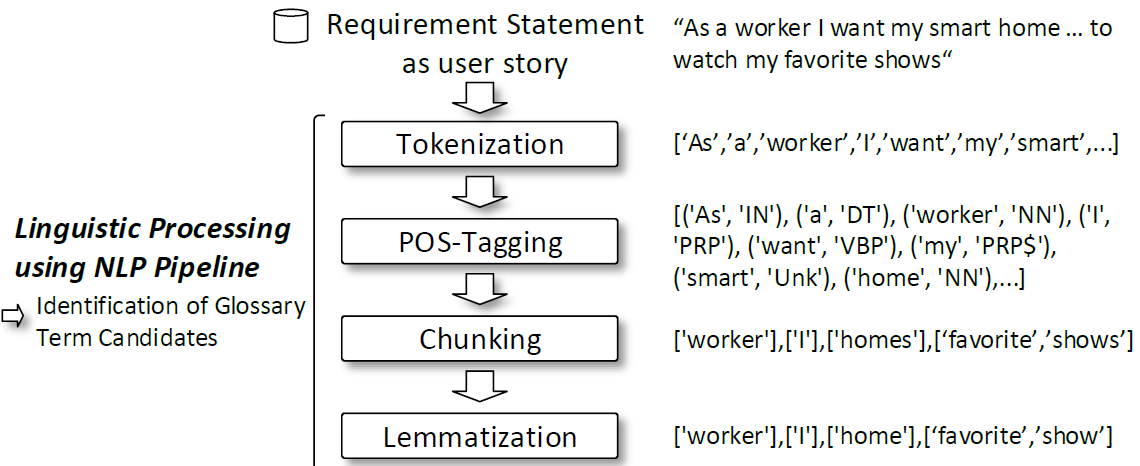 Requirement Statement
as user story
“As a worker I want my smart home ... to
watch my favorite shows“
Tokenization
[‘As’,’a’,’worker’,’I’,’want’,’my’,’smart’,...]
Linguistic Processing
using NLP Pipeline
Identification of Glossary
Term Candidates
POS-Tagging
[('As', 'IN'), ('a', 'DT'), ('worker', 'NN'), ('I',
'PRP'), ('want', 'VBP'), ('my', 'PRP$'),
('smart', 'Unk'), ('home', 'NN'),...]
Chunking
['worker'],['I'],['homes'],[‘favorite’,’shows’]
Lemmatization
['worker'],['I'],['home'],[‘favorite’,’show’]